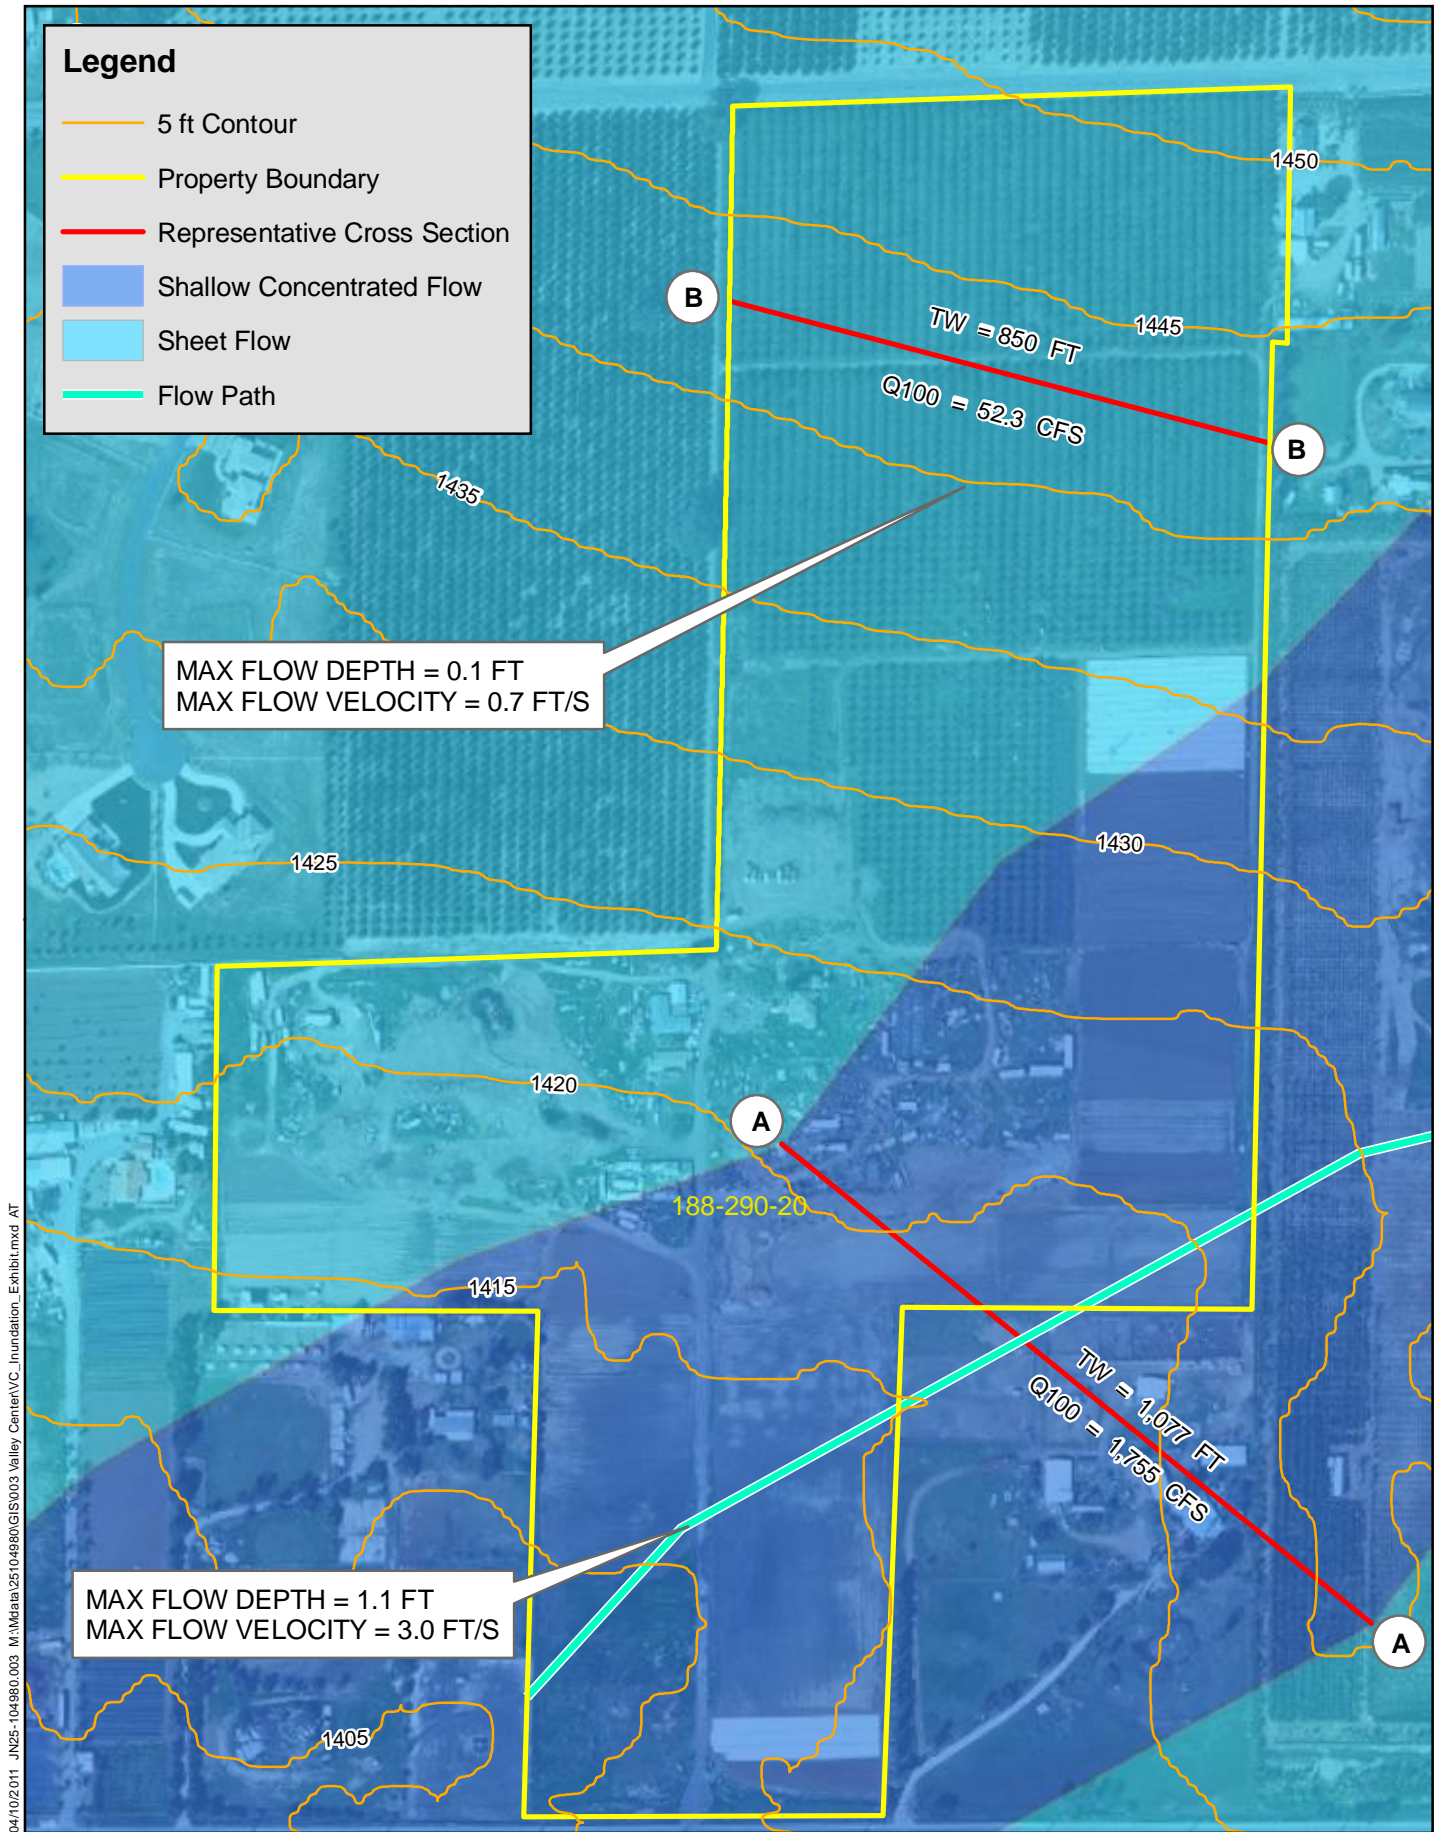 Legend
5 ft Contour
Property Boundary
Representative Cross Section
Shallow Concentrated Flow
Sheet Flow
Flow Path
1450
B
TW = 850 FT
1445
Q100 = 52.3 CFS
B
1435
MAX FLOW DEPTH = 0.1 FT
MAX FLOW VELOCITY = 0.7 FT/S
1430
1425
1420
A
188-290-20
1415
TW = 1,077 FT
Q100 = 1,755 CFS
MAX FLOW DEPTH = 1.1 FT
MAX FLOW VELOCITY = 3.0 FT/S
A
1405
04/10/2011 JN25-104980.003 M:\Mdata\25104980\GIS\003 Valley Center\VC_Inundation_Exhibit.mxd AT